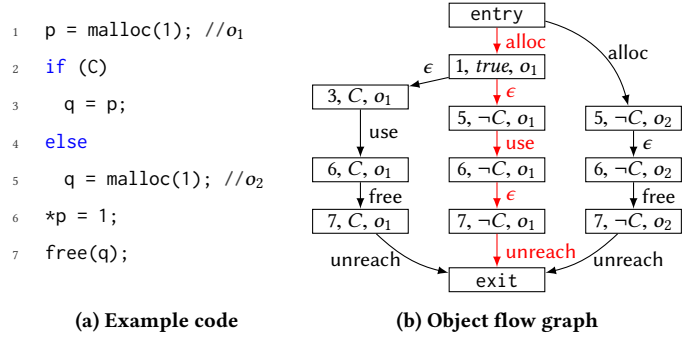 1 p = malloc(1); //o₁
2 if (C)
3 q = p;
4 else
5 q = malloc(1); //o₂
6 *p = 1;
7 free(q);
(a) Example code
entry
alloc
alloc
1, true, o₁
ϵ
ϵ
3, C, o₁
5, ¬C, o₁
5, ¬C, o₂
use
use
ϵ
6, C, o₁
6, ¬C, o₁
6, ¬C, o₂
free
ϵ
free
7, C, o₁
7, ¬C, o₁
7, ¬C, o₂
unreach
unreach
unreach
exit
(b) Object flow graph